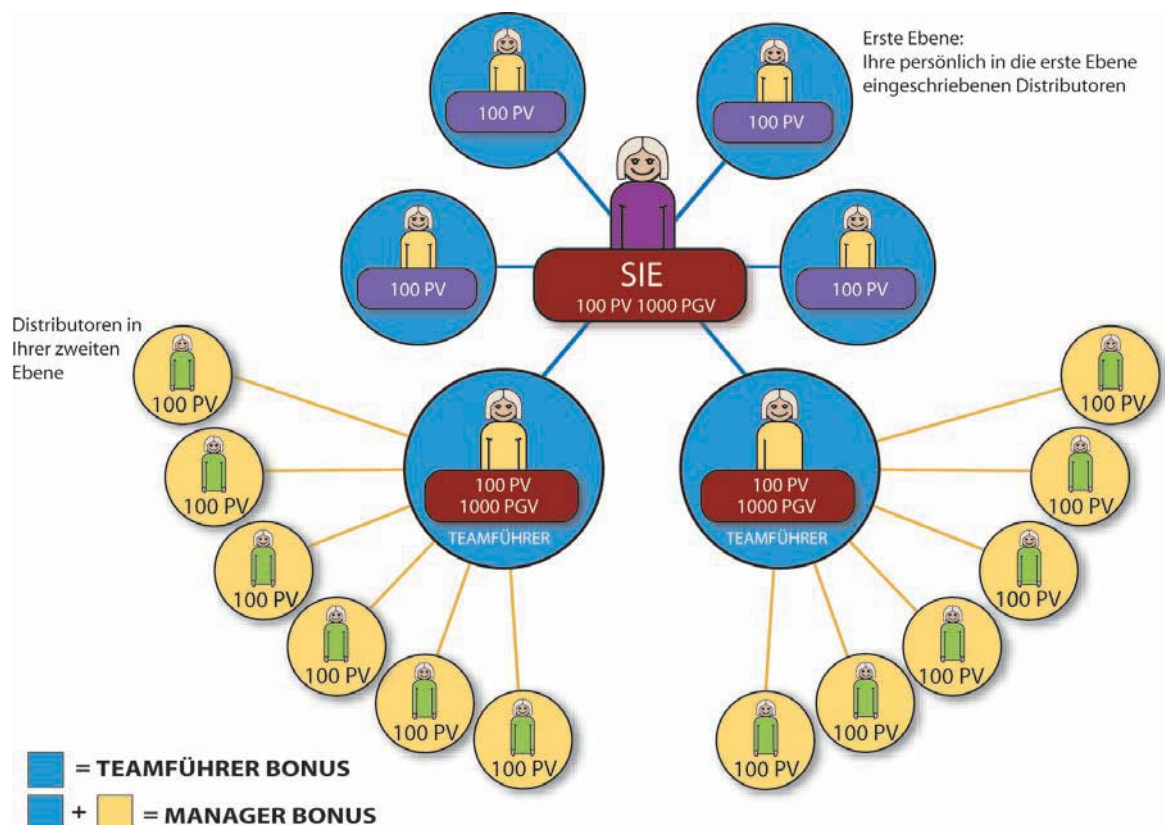 Erste Ebene:
Ihre persönlich in die erste Ebene
eingeschriebenen Distributoren
100 PV
100 PV
100 PV
100 PV
SIE
100 PV 1000 PGV
Distributoren in
Ihrer zweiten
Ebene
100 PV
1000 PGV
TEAMFÜHRER
100 PV
1000 PGV
TEAMFÜHRER
100 PV
100 PV
100 PV
100 PV
100 PV
100 PV
100 PV
100 PV
100 PV
100 PV
100 PV
100 PV
= TEAMFÜHRER BONUS
+ = MANAGER BONUS